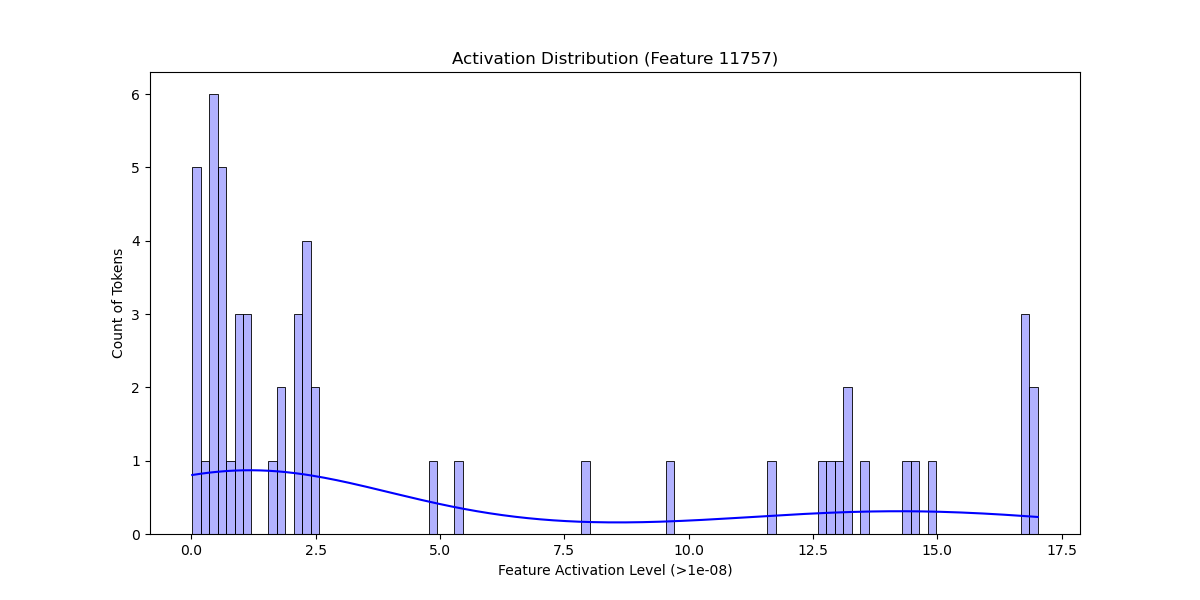 Activation Distribution (Feature 11757)
Count of Tokens
6
5
4
3
2
1
0
0.0 2.5 5.0 7.5 10.0 12.5 15.0 17.5
Feature Activation Level (>1e-08)